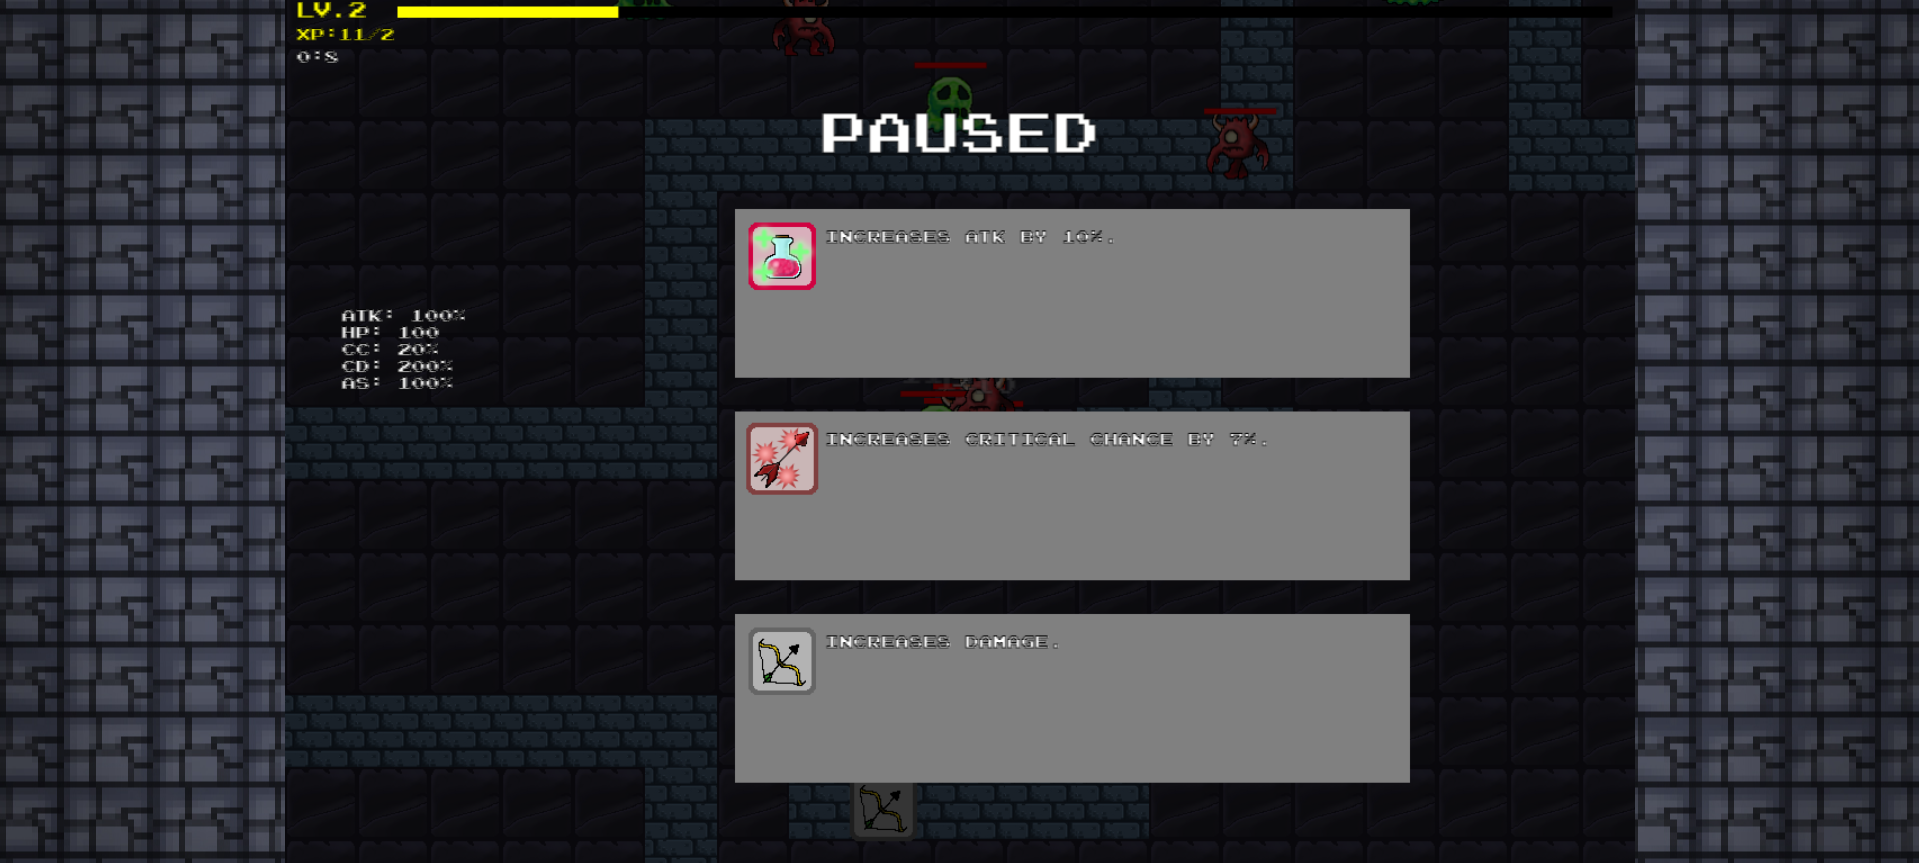 LV.2
XP:11/2
0:8
PAUSED
INCREASES ATK BY 10%.
ATK: 100%
HP: 100
CC: 20%
CD: 200%
AS: 100%
INCREASES CRITICAL CHANCE BY 7%.
INCREASES DAMAGE.